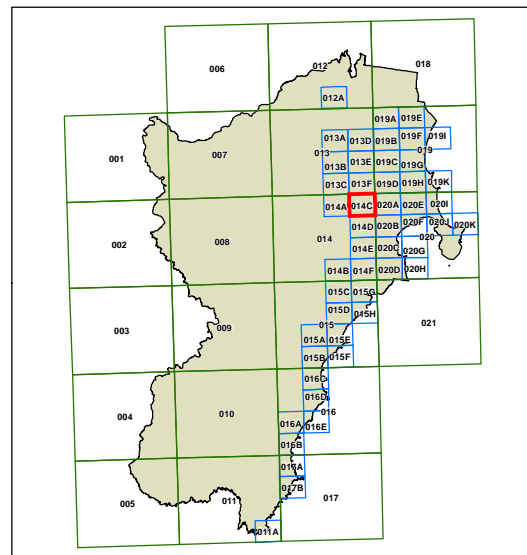 012
018
006
012A
019A 019E
013A 013D 019B 019F 019I
001 007 013 019
013B 013E 019C 019G
013C 013F 019D 019H 019K
014A 014C 020A 020E 020I
014D 020B 020F 020J 020K
002 008 014 020
014E 020C 020G
014B 014F 020D 020H
015C 015G
015D 015H
021
003 009 015
015A 015E
015B 015F
016C
016D
004 010 016
016A 016E
016B
017A
017B
005 011 017
011A